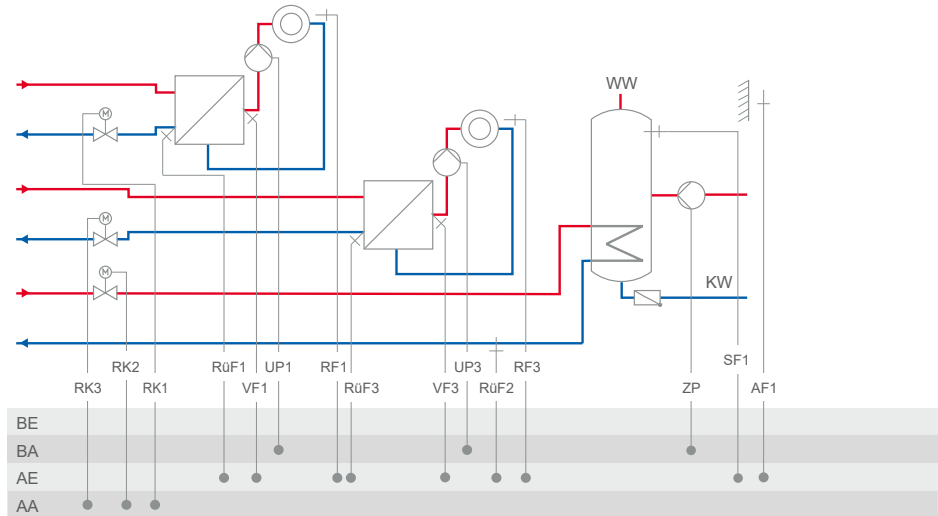 M
WW
M
M
KW
RK2 RüF1 UP1 RF1 UP3 RF3 SF1
RK3 RK1 VF1 RüF3 VF3 RüF2 ZP AF1
BE
BA
AE
AA